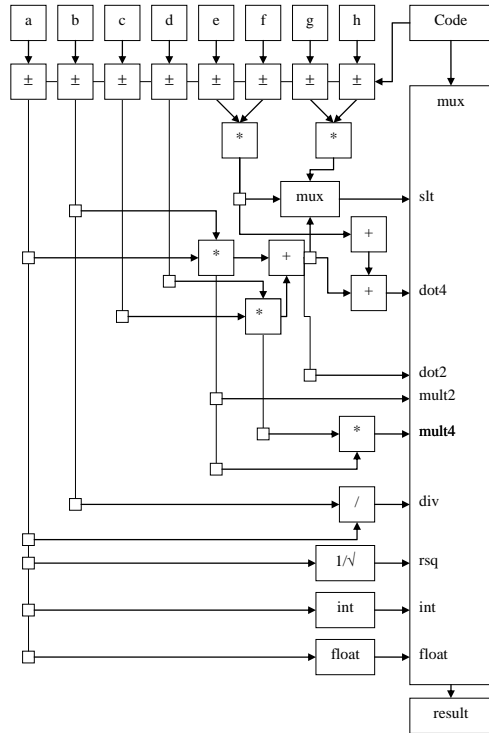 a b c d e f g h Code
± ± ± ± ± ± ± ±
mux
* *
mux slt
+
* +
+ dot4
*
dot2
mult2
* mult4
/ div
1/√ rsq
int int
float float
result